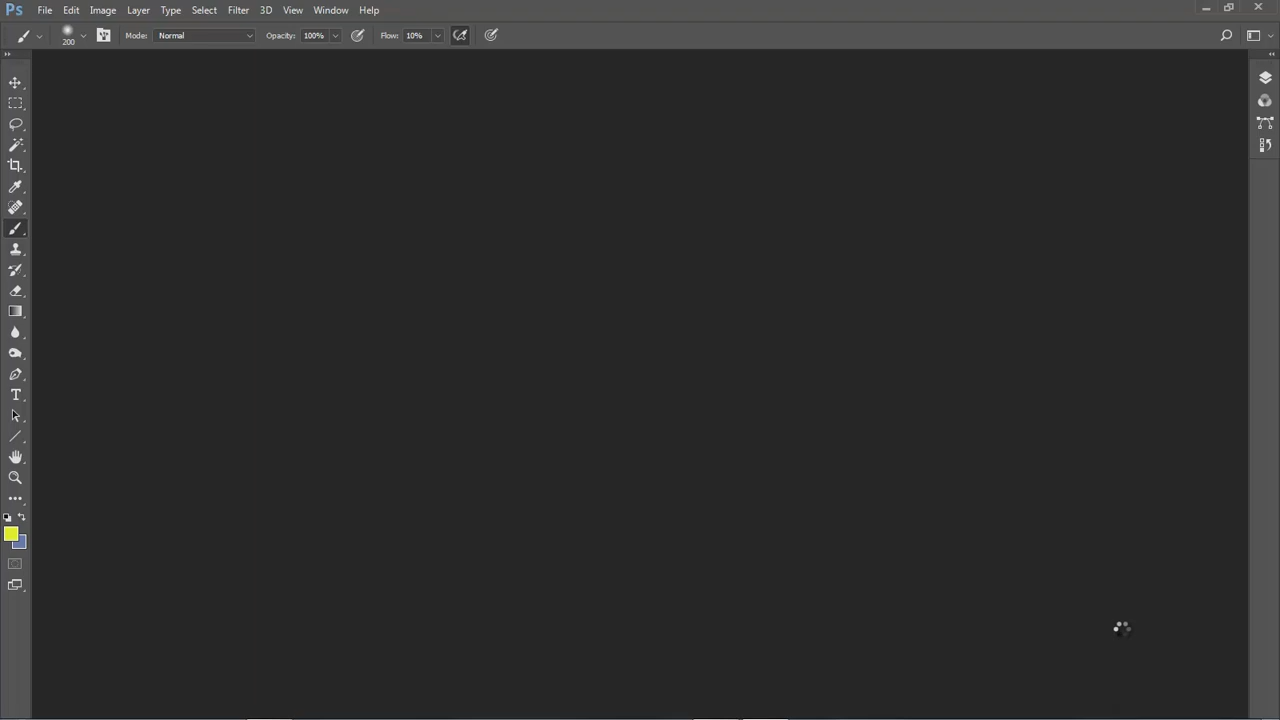 Ps File Edit Image Layer Type Select Filter 3D View Window Help
200 Mode: Normal Opacity: 100% Flow: 10%
T